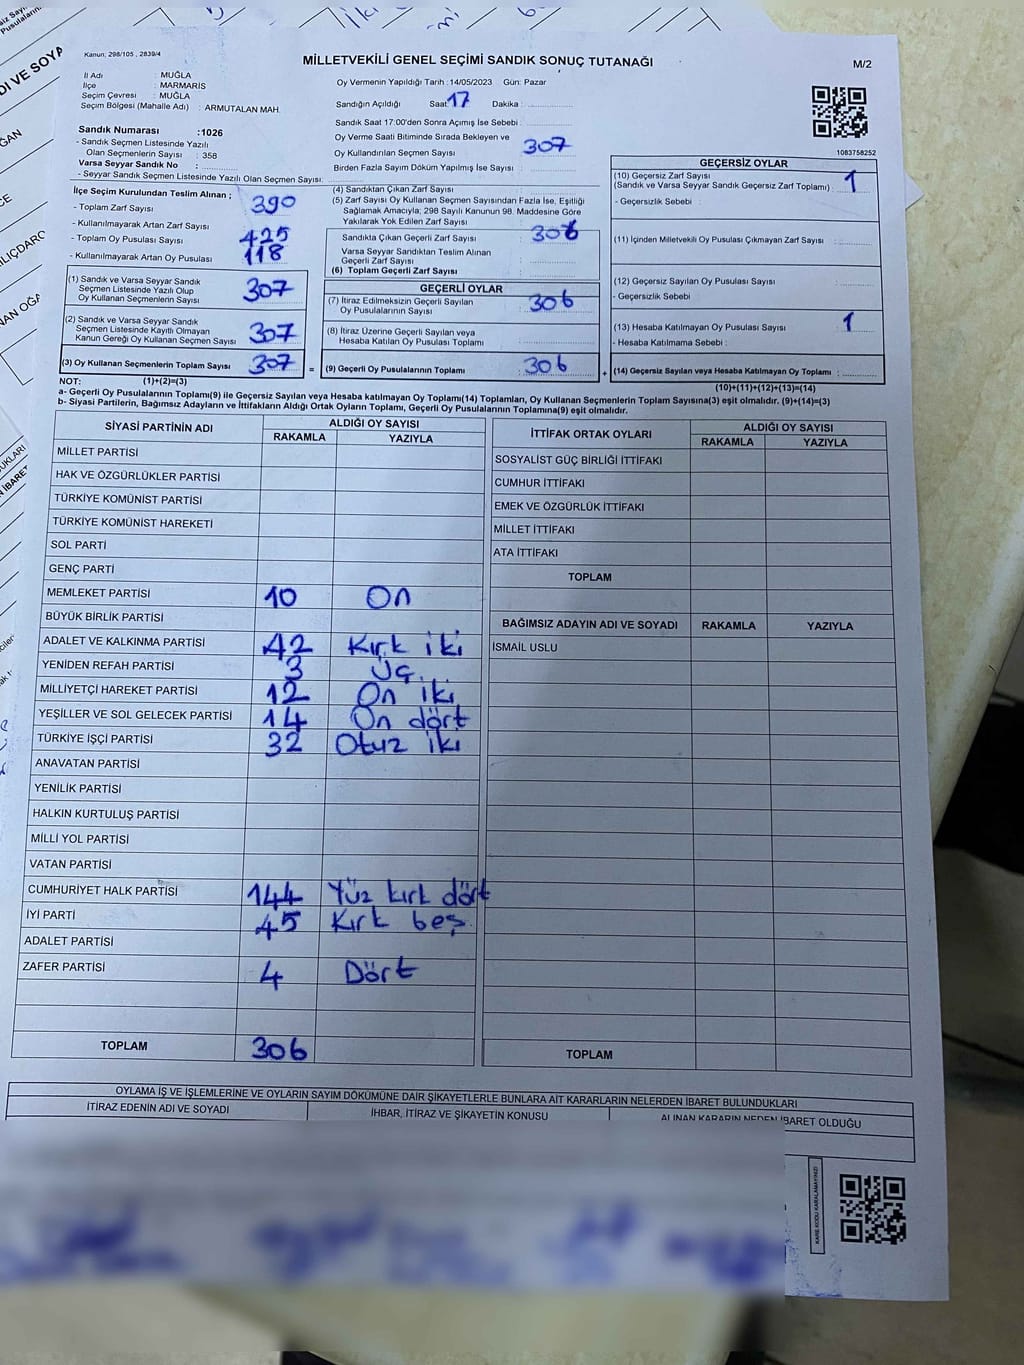 Kanun; 298/105 , 2839/4
MİLLETVEKİLİ GENEL SEÇİMİ SANDIK SONUÇ TUTANAĞI
M/2
İl Adı : MUĞLA
İlçe : MARMARİS
Seçim Çevresi : MUĞLA
Seçim Bölgesi (Mahalle Adı) : ARMUTALAN MAH.
Sandık Numarası :1026
- Sandık Seçmen Listesinde Yazılı
Olan Seçmenlerin Sayısı : 358
Varsa Seyyar Sandık No :
- Seyyar Sandık Seçmen Listesinde Yazılı Olan Seçmen Sayısı:
Oy Vermenin Yapıldığı Tarih : 14/05/2023 Gün: Pazar
Sandığın Açıldığı Saat 17 Dakika :
Sandık Saat 17:00'den Sonra Açımış İse Sebebi :
Oy Verme Saati Bitiminde Sırada Bekleyen ve
Oy Kullandırılan Seçmen Sayısı 307
Birden Fazla Sayım Döküm Yapılmış İse Sayısı :
1083758252
İlçe Seçim Kurulundan Teslim Alınan ;
- Toplam Zarf Sayısı 390
- Kullanılmayarak Artan Zarf Sayısı
- Toplam Oy Pusulası Sayısı 425
- Kullanılmayarak Artan Oy Pusulası 118
(1) Sandık ve Varsa Seyyar Sandık
Seçmen Listesinde Yazılı Olup
Oy Kullanan Seçmenlerin Sayısı 307
(2) Sandık ve Varsa Seyyar Sandık
Seçmen Listesinde Kayıtlı Olmayan
Kanun Gereği Oy Kullanan Seçmen Sayısı 307
(3) Oy Kullanan Seçmenlerin Toplam Sayısı 307
(1)+(2)=(3)
(4) Sandıktan Çıkan Zarf Sayısı :
(5) Zarf Sayısı Oy Kullanan Seçmen Sayısından Fazla İse, Eşitliği
Sağlamak Amacıyla; 298 Sayılı Kanunun 98. Maddesine Göre
Yakılarak Yok Edilen Zarf Sayısı :
Sandıkta Çıkan Geçerli Zarf Sayısı 306
Varsa Seyyar Sandıktan Teslim Alınan
Geçerli Zarf Sayısı :
(6) Toplam Geçerli Zarf Sayısı
GEÇERLİ OYLAR
(7) İtiraz Edilmeksizin Geçerli Sayılan
Oy Pusulalarının Sayısı 306
(8) İtiraz Üzerine Geçerli Sayılan veya
Hesaba Katılan Oy Pusulası Toplamı
= (9) Geçerli Oy Pusulalarının Toplamı 306 +
GEÇERSİZ OYLAR
(10) Geçersiz Zarf Sayısı
(Sandık ve Varsa Seyyar Sandık Geçersiz Zarf Toplamı) : 1
- Geçersizlik Sebebi :
(11) İçinden Milletvekili Oy Pusulası Çıkmayan Zarf Sayısı :
(12) Geçersiz Sayılan Oy Pusulası Sayısı :
- Geçersizlik Sebebi
(13) Hesaba Katılmayan Oy Pusulası Sayısı : 1
- Hesaba Katılmama Sebebi :
(14) Geçersiz Sayılan veya Hesaba Katılmayan Oy Toplamı :
(10)+(11)+(12)+(13)=(14)
NOT:
a- Geçerli Oy Pusulalarının Toplamı(9) ile Geçersiz Sayılan veya Hesaba katılmayan Oy Toplamı(14) Toplamları, Oy Kullanan Seçmenlerin Toplam Sayısına(3) eşit olmalıdır. (9)+(14)=(3)
b- Siyasi Partilerin, Bağımsız Adayların ve İttifakların Aldığı Ortak Oyların Toplamı, Geçerli Oy Pusulalarının Toplamına(9) eşit olmalıdır.
SİYASİ PARTİNİN ADI ALDIĞI OY SAYISI
RAKAMLA YAZIYLA
MİLLET PARTİSİ
HAK VE ÖZGÜRLÜKLER PARTİSİ
TÜRKİYE KOMÜNİST PARTİSİ
TÜRKİYE KOMÜNİST HAREKETİ
SOL PARTİ
GENÇ PARTİ
MEMLEKET PARTİSİ 10 On
BÜYÜK BİRLİK PARTİSİ
ADALET VE KALKINMA PARTİSİ 42 Kırk iki
YENİDEN REFAH PARTİSİ 3 Üç
MİLLİYETÇİ HAREKET PARTİSİ 12 On iki
YEŞİLLER VE SOL GELECEK PARTİSİ 14 On dört
TÜRKİYE İŞÇİ PARTİSİ 32 Otuz iki
ANAVATAN PARTİSİ
YENİLİK PARTİSİ
HALKIN KURTULUŞ PARTİSİ
MİLLİ YOL PARTİSİ
VATAN PARTİSİ
CUMHURİYET HALK PARTİSİ 144 Yüz kırk dört
İYİ PARTİ 45 Kırk beş
ADALET PARTİSİ
ZAFER PARTİSİ 4 Dört
TOPLAM 306
İTTİFAK ORTAK OYLARI ALDIĞI OY SAYISI
RAKAMLA YAZIYLA
SOSYALİST GÜÇ BİRLİĞİ İTTİFAKI
CUMHUR İTTİFAKI
EMEK VE ÖZGÜRLÜK İTTİFAKI
MİLLET İTTİFAKI
ATA İTTİFAKI
TOPLAM
BAĞIMSIZ ADAYIN ADI VE SOYADI RAKAMLA YAZIYLA
İSMAİL USLU
TOPLAM
OYLAMA İŞ VE İŞLEMLERİNE VE OYLARIN SAYIM DÖKÜMÜNE DAİR ŞİKAYETLERLE BUNLARA AİT KARARLARIN NELERDEN İBARET BULUNDUKLARI
İTİRAZ EDENİN ADI VE SOYADI İHBAR, İTİRAZ VE ŞİKAYETİN KONUSU ALINAN KARARIN NEDEN İBARET OLDUĞU
KARE KODU KARALAMAYINIZ!